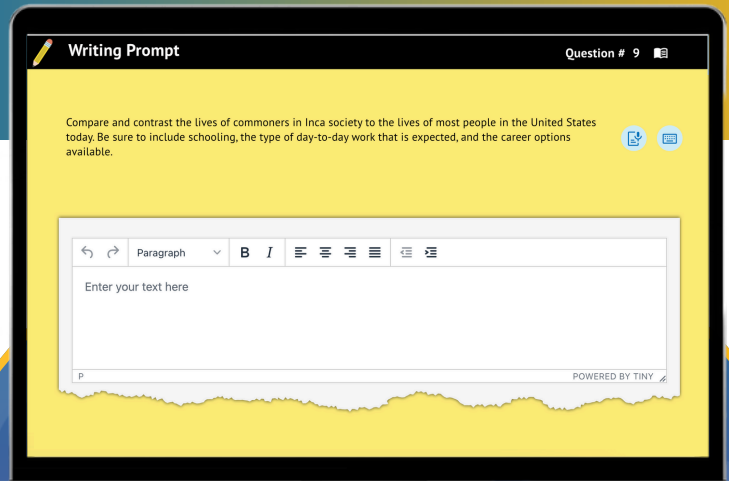 Writing Prompt
Question # 9
Compare and contrast the lives of commoners in Inca society to the lives of most people in the United States
today. Be sure to include schooling, the type of day-to-day work that is expected, and the career options
available.
Paragraph
B I
Enter your text here
P
POWERED BY TINY